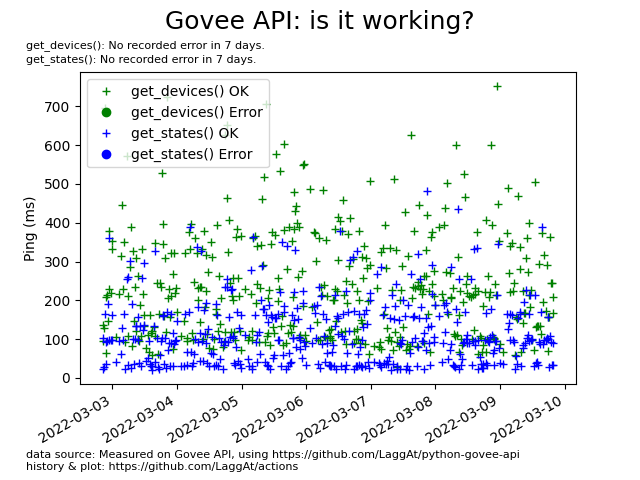 Govee API: is it working?
get_devices(): No recorded error in 7 days.
get_states(): No recorded error in 7 days.
get_devices() OK
get_devices() Error
get_states() OK
get_states() Error
Ping (ms)
700
600
500
400
300
200
100
0
2022-03-03
2022-03-04
2022-03-05
2022-03-06
2022-03-07
2022-03-08
2022-03-09
2022-03-10
data source: Measured on Govee API, using https://github.com/LaggAt/python-govee-api
history & plot: https://github.com/LaggAt/actions